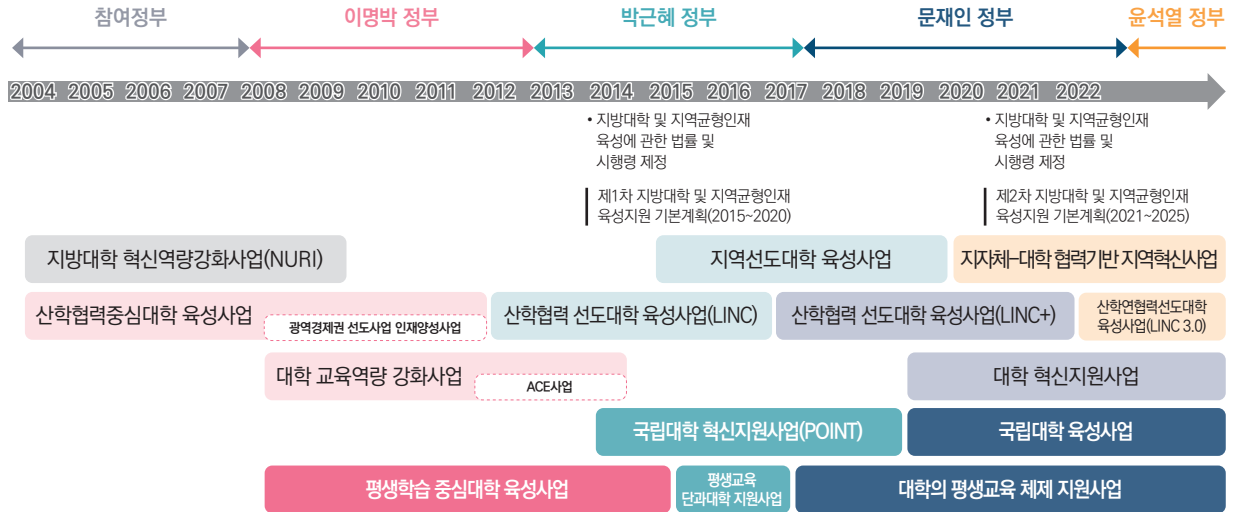 참여정부
이명박 정부
박근혜 정부
문재인 정부
윤석열 정부
2004 2005 2006 2007 2008 2009 2010 2011 2012 2013 2014 2015 2016 2017 2018 2019 2020 2021 2022
• 지방대학 및 지역균형인재
육성에 관한 법률 및
시행령 제정
제1차 지방대학 및 지역균형인재
육성지원 기본계획(2015~2020)
• 지방대학 및 지역균형인재
육성에 관한 법률 및
시행령 제정
제2차 지방대학 및 지역균형인재
육성지원 기본계획(2021~2025)
지방대학 혁신역량강화사업(NURI)
지역선도대학 육성사업
지자체-대학 협력기반 지역혁신사업
산학협력중심대학 육성사업
광역경제권 선도사업 인재양성사업
산학협력 선도대학 육성사업(LINC)
산학협력 선도대학 육성사업(LINC+)
산학연협력선도대학
육성사업(LINC 3.0)
대학 교육역량 강화사업
ACE사업
대학 혁신지원사업
국립대학 혁신지원사업(POINT)
국립대학 육성사업
평생학습 중심대학 육성사업
평생교육
단과대학 지원사업
대학의 평생교육 체제 지원사업